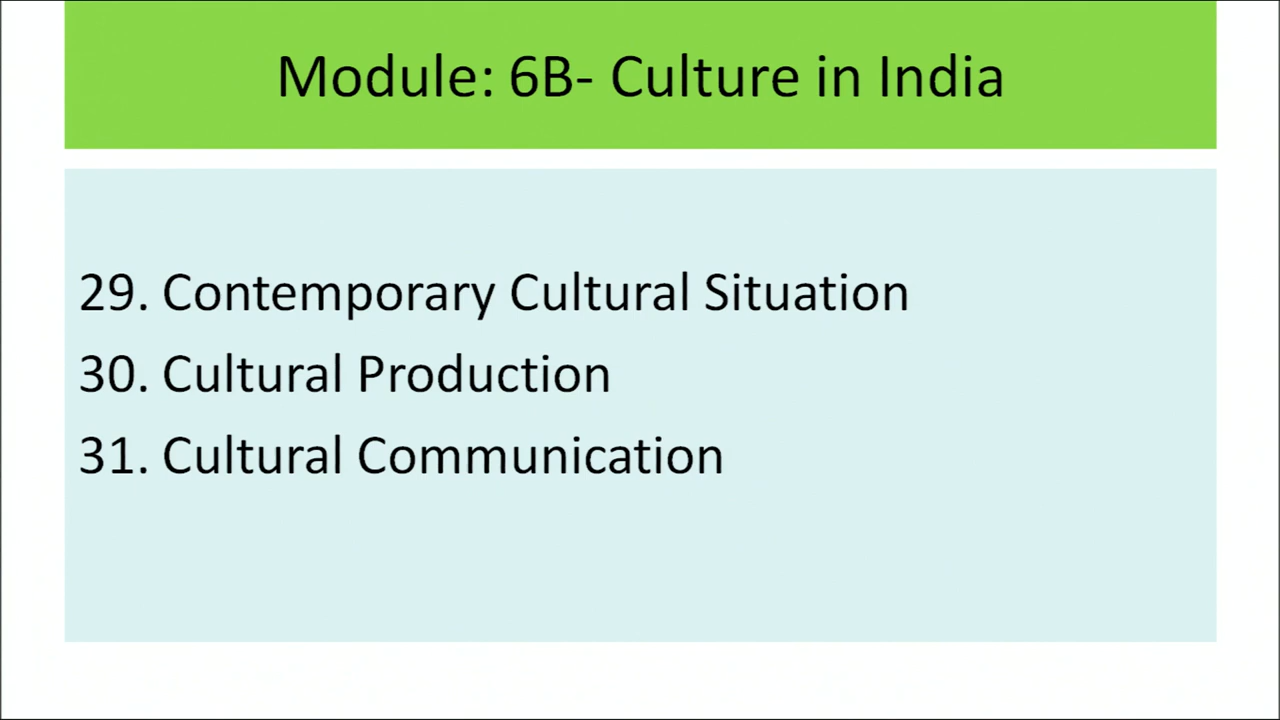 Module: 6B- Culture in India
29. Contemporary Cultural Situation
30. Cultural Production
31. Cultural Communication